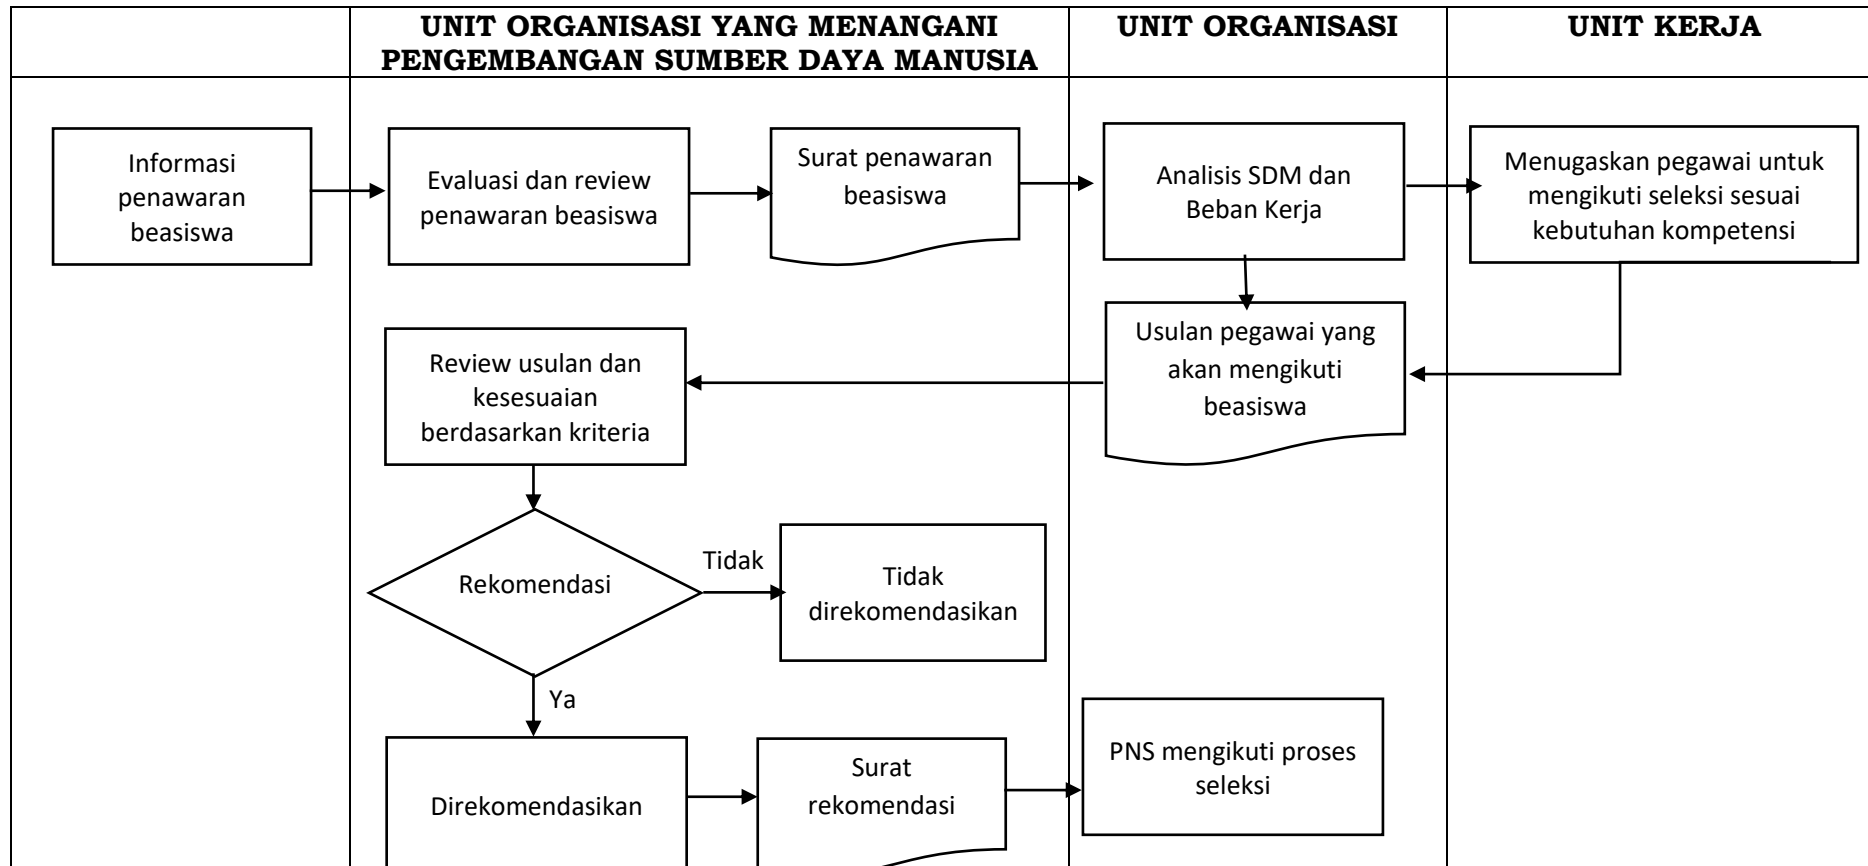 UNIT ORGANISASI YANG MENANGANI
PENGEMBANGAN SUMBER DAYA MANUSIA
UNIT ORGANISASI
UNIT KERJA
Informasi
penawaran
beasiswa
Evaluasi dan review
penawaran beasiswa
Surat penawaran
beasiswa
Analisis SDM dan
Beban Kerja
Menugaskan pegawai untuk
mengikuti seleksi sesuai
kebutuhan kompetensi
Review usulan dan
kesesuaian
berdasarkan kriteria
Usulan pegawai yang
akan mengikuti
beasiswa
Rekomendasi
Tidak
Tidak
direkomendasikan
Ya
Direkomendasikan
Surat
rekomendasi
PNS mengikuti proses
seleksi